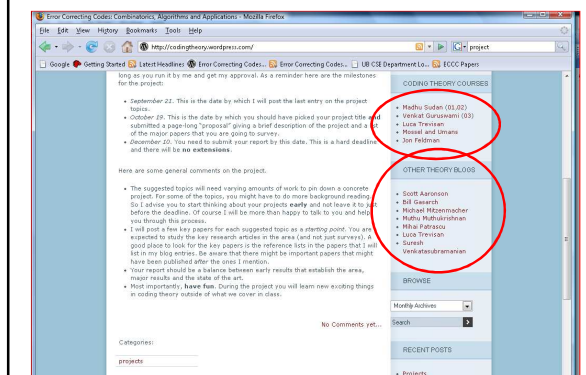 Error Correcting Codes: Combinatorics, Algorithms and Applications - Mozilla Firefox
File Edit View History Bookmarks Tools Help
http://codingtheory.wordpress.com/
project
Google Getting Started Latest Headlines Error Correcting Codes... Error Correcting Codes... UB CSE Department Lo... ECCC Papers
long as you run it by me and get my approval. As a reminder here are the milestones
for the project:
• September 21. This is the date by which I will post the last entry on the project
topics.
• October 19. This is the date by which you should have picked your project title and
submitted a page-long "proposal" giving a brief description of the project and a list
of the major papers that you are going to survey.
• December 10. You need to submit your report by this date. This is a hard deadline
and there will be no extensions.
Here are some general comments on the project.
• The suggested topics will need varying amounts of work to pin down a concrete
project. For some of the topics, you might have to do more background reading.
So I advise you to start thinking about your projects early and not leave it to just
before the deadline. Of course I will be more than happy to talk to you and help
you through this process.
• I will post a few key papers for each suggested topic as a starting point. You are
expected to study the key research articles in the area (and not just surveys). A
good place to look for the key papers is the reference lists in the papers that I will
list in my blog entries. Be aware that there might be important papers that might
have been published after the ones I mention.
• Your report should be a balance between early results that establish the area,
major results and the state of the art.
• Most importantly, have fun. During the project you will learn new exciting things
in coding theory outside of what we cover in class.
No Comments yet...
Categories:
projects
CODING THEORY COURSES
• Madhu Sudan (01,02)
• Venkat Guruswami (03)
• Luca Trevisan
• Mossel and Umans
• Jon Feldman
OTHER THEORY BLOGS
• Scott Aaronson
• Bill Gasarch
• Michael Mitzenmacher
• Muthu Muthukrishnan
• Mihai Patrascu
• Luca Trevisan
• Suresh
Venkatasubramanian
BROWSE
Monthly Archives
Search
RECENT POSTS
• Projects